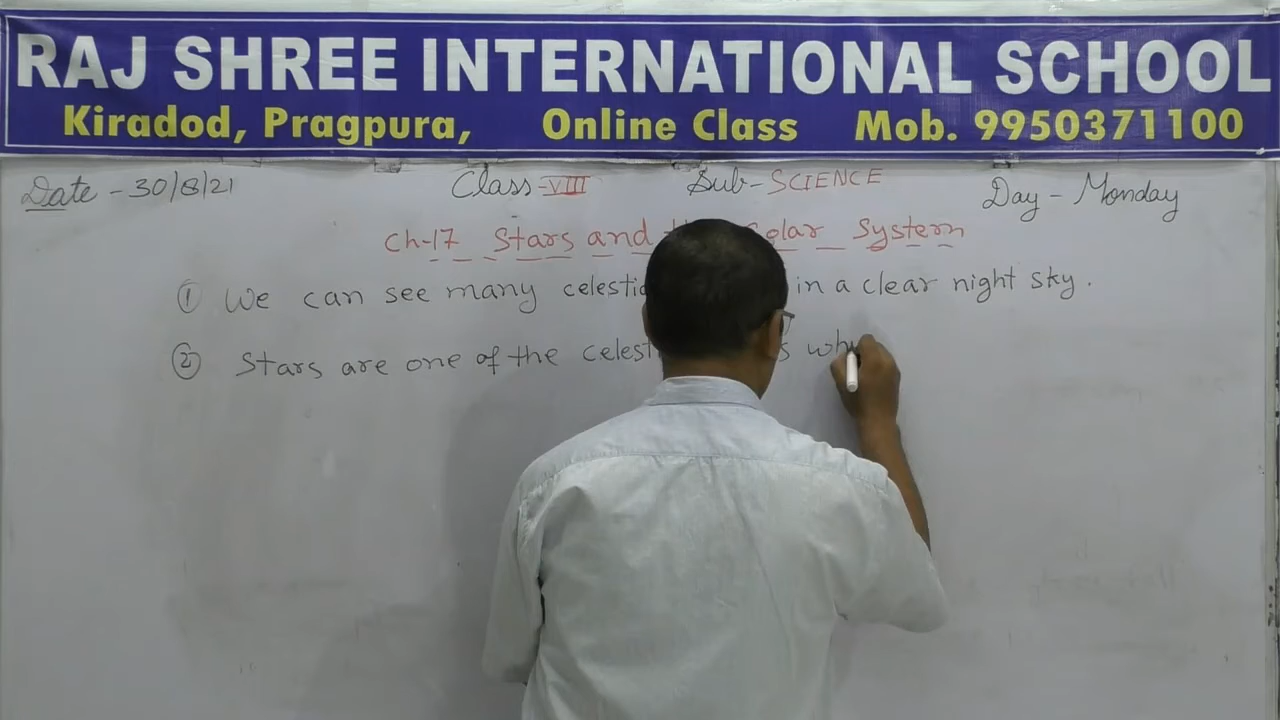 RAJ SHREE INTERNATIONAL SCHOOL
Kiradod, Pragpura, Online Class Mob. 9950371100
Date - 30/8/21 Class-VIII Sub-SCIENCE Day - Monday
Ch-17 Stars and olar System
① We can see many in a clear night sky.
② Stars are one of the